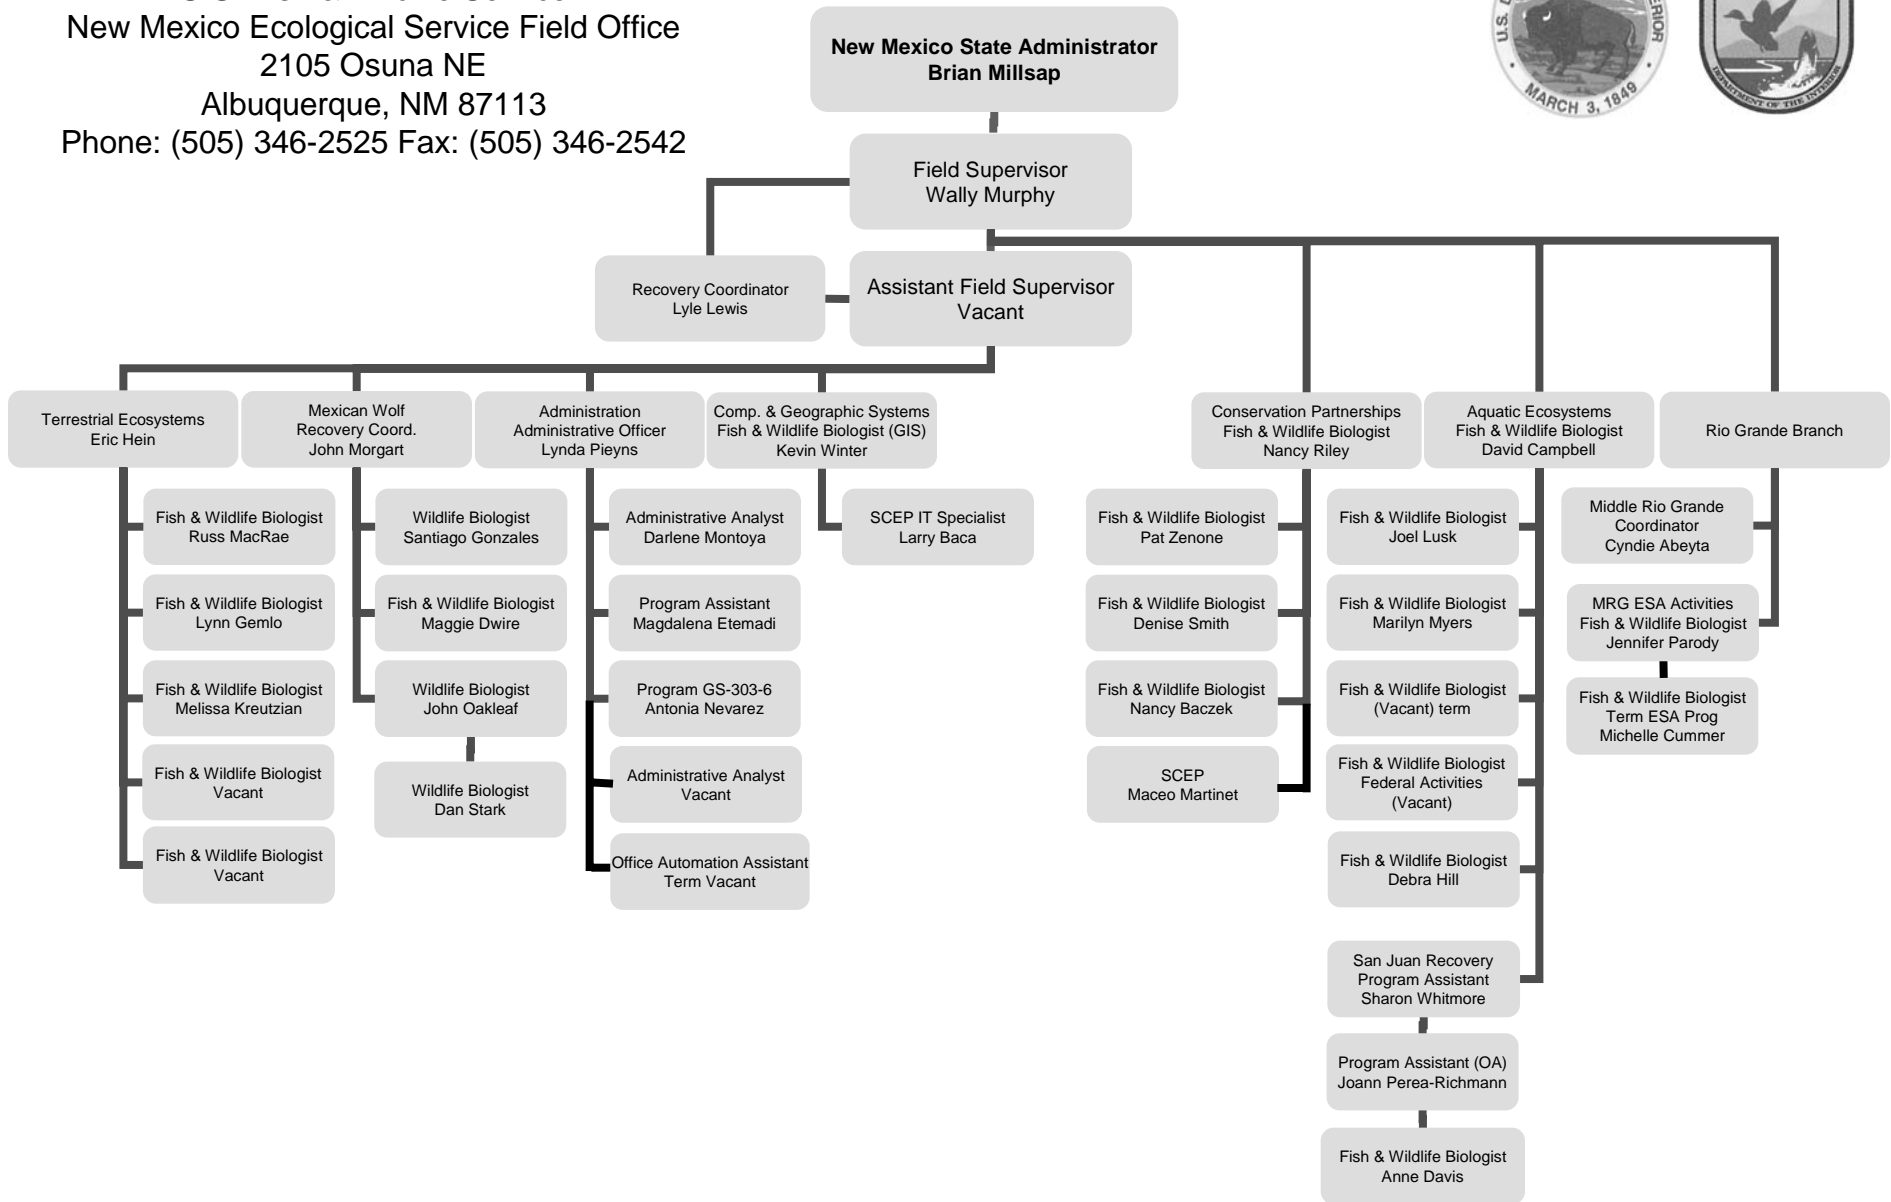 New Mexico Ecological Service Field Office
2105 Osuna NE
Albuquerque, NM 87113
Phone: (505) 346-2525 Fax: (505) 346-2542
MARCH 3, 1849
DEPARTMENT OF THE INTERIOR
New Mexico State Administrator
Brian Millsap
Field Supervisor
Wally Murphy
Recovery Coordinator
Lyle Lewis
Assistant Field Supervisor
Vacant
Terrestrial Ecosystems
Eric Hein
Mexican Wolf
Recovery Coord.
John Morgart
Administration
Administrative Officer
Lynda Pieyns
Comp. & Geographic Systems
Fish & Wildlife Biologist (GIS)
Kevin Winter
Conservation Partnerships
Fish & Wildlife Biologist
Nancy Riley
Aquatic Ecosystems
Fish & Wildlife Biologist
David Campbell
Rio Grande Branch
Fish & Wildlife Biologist
Russ MacRae
Fish & Wildlife Biologist
Lynn Gemlo
Fish & Wildlife Biologist
Melissa Kreutzian
Fish & Wildlife Biologist
Vacant
Fish & Wildlife Biologist
Vacant
Wildlife Biologist
Santiago Gonzales
Fish & Wildlife Biologist
Maggie Dwire
Wildlife Biologist
John Oakleaf
Wildlife Biologist
Dan Stark
Administrative Analyst
Darlene Montoya
Program Assistant
Magdalena Etemadi
Program GS-303-6
Antonia Nevarez
Administrative Analyst
Vacant
Office Automation Assistant
Term Vacant
SCEP IT Specialist
Larry Baca
Fish & Wildlife Biologist
Pat Zenone
Fish & Wildlife Biologist
Denise Smith
Fish & Wildlife Biologist
Nancy Baczek
SCEP
Maceo Martinet
Fish & Wildlife Biologist
Joel Lusk
Fish & Wildlife Biologist
Marilyn Myers
Fish & Wildlife Biologist
(Vacant) term
Fish & Wildlife Biologist
Federal Activities
(Vacant)
Fish & Wildlife Biologist
Debra Hill
San Juan Recovery
Program Assistant
Sharon Whitmore
Program Assistant (OA)
Joann Perea-Richmann
Fish & Wildlife Biologist
Anne Davis
Middle Rio Grande
Coordinator
Cyndie Abeyta
MRG ESA Activities
Fish & Wildlife Biologist
Jennifer Parody
Fish & Wildlife Biologist
Term ESA Prog
Michelle Cummer